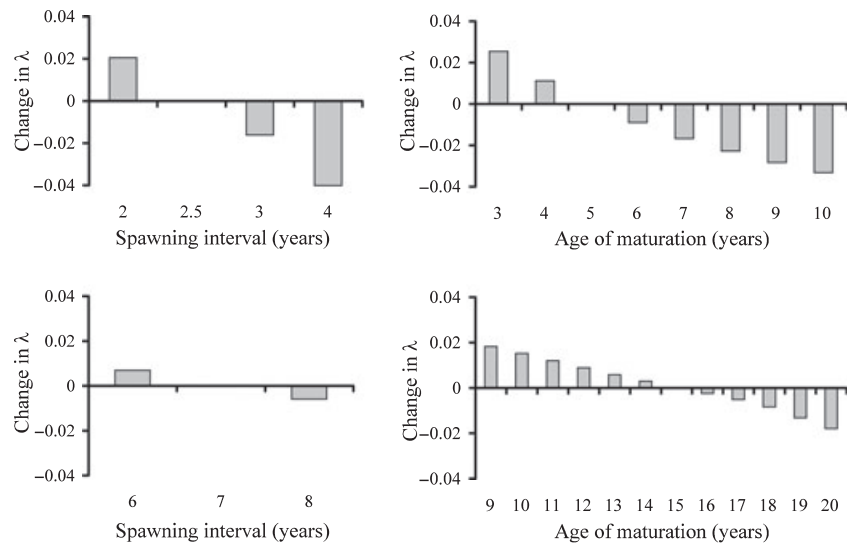 0.04
0.02
0
−0.02
−0.04
Change in λ
2 2.5 3 4
Spawning interval (years)
0.04
0.02
0
−0.02
−0.04
Change in λ
3 4 5 6 7 8 9 10
Age of maturation (years)
0.04
0.02
0
−0.02
−0.04
Change in λ
6 7 8
Spawning interval (years)
0.04
0.02
0
−0.02
−0.04
Change in λ
9 10 11 12 13 14 15 16 17 18 19 20
Age of maturation (years)